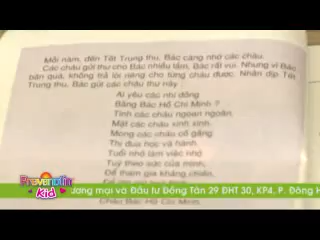 Mỗi năm, đến Tết Trung thu, Bác càng nhớ các cháu.
Các cháu gửi thư cho Bác nhiều lắm, Bác rất vui. Nhưng vì Bác
bận quá, không trả lời riêng cho từng cháu được. Nhân dịp Tết
Trung thu, Bác gửi các cháu thư này
Ai yêu các nhi đồng
Bằng Bác Hồ Chí Minh ?
Tính các cháu ngoan ngoãn,
Mặt các cháu xinh xinh.
Mong các cháu cố gắng
Thi đua học và hành.
Tuổi nhỏ làm việc nhỏ
Tuỳ theo sức của mình,
Để tham gia kháng chiến,
Cháu Bác Hồ Chí Minh.
Kid
ương mại và Đầu tư Đồng Tân 29 ĐHT 30, KP4, P. Đông H